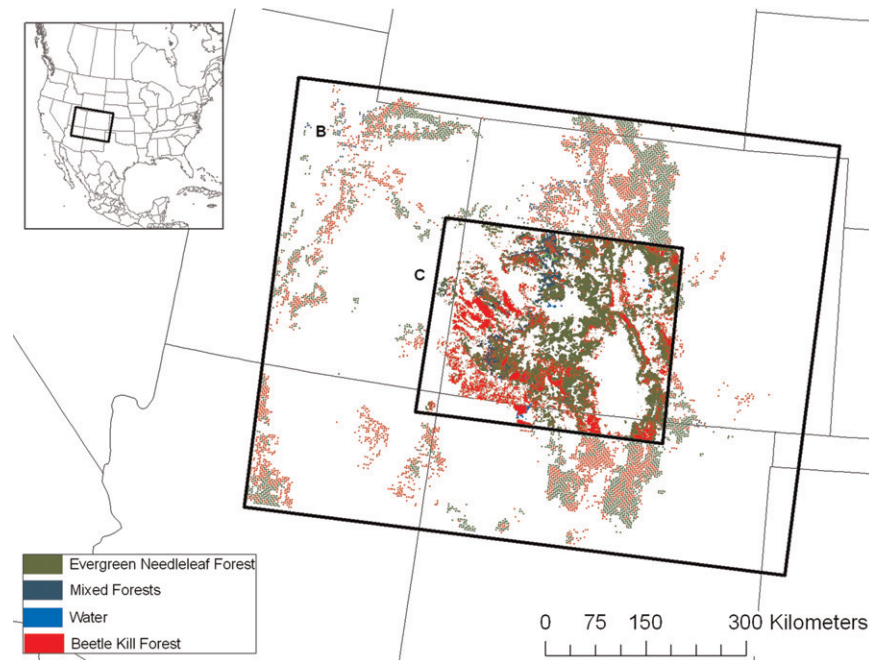 B
C
Evergreen Needleleaf Forest
Mixed Forests
Water
Beetle Kill Forest
0 75 150 300 Kilometers